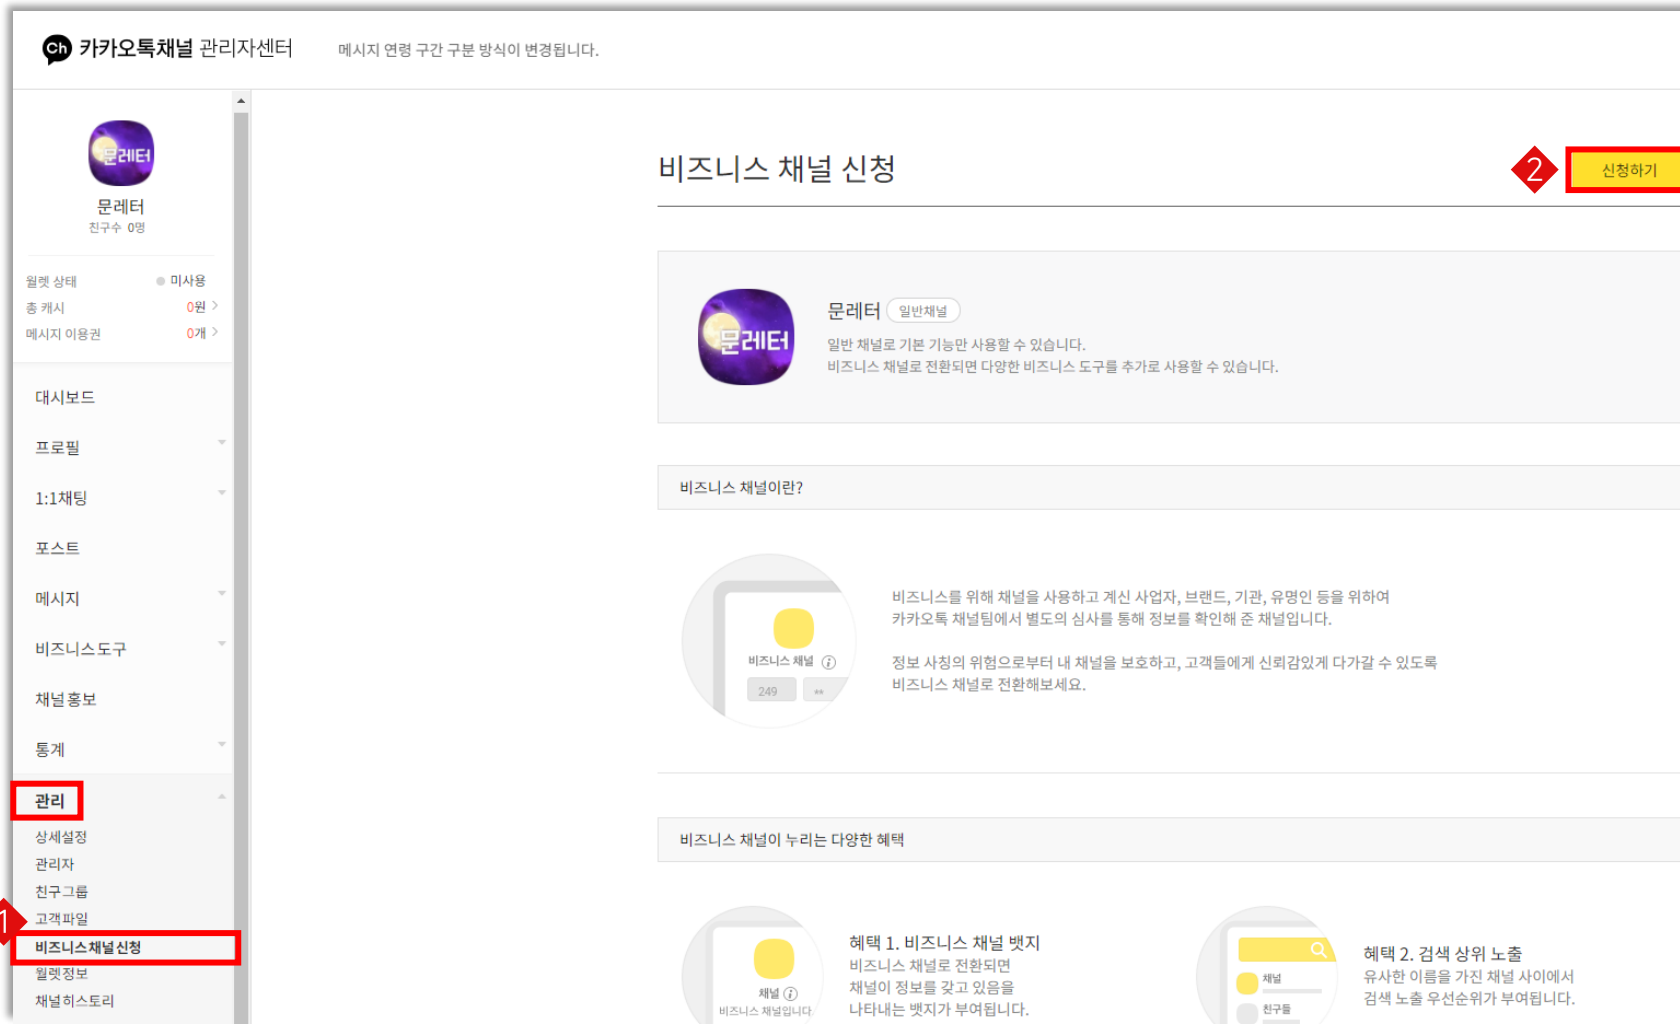 Ch 카카오톡채널 관리자센터
메시지 연령 구간 구분 방식이 변경됩니다.
문레터
문레터
친구수 0명
월렛 상태 미사용
총 캐시 0원
메시지 이용권 0개
대시보드
프로필
1:1채팅
포스트
메시지
비즈니스도구
채널홍보
통계
관리
상세설정
관리자
친구그룹
고객파일
1
비즈니스채널신청
월렛정보
채널히스토리
비즈니스 채널 신청
2
신청하기
문레터
문레터 일반채널
일반 채널로 기본 기능만 사용할 수 있습니다.
비즈니스 채널로 전환되면 다양한 비즈니스 도구를 추가로 사용할 수 있습니다.
비즈니스 채널이란?
비즈니스 채널 i
249 **
비즈니스를 위해 채널을 사용하고 계신 사업자, 브랜드, 기관, 유명인 등을 위하여
카카오톡 채널팀에서 별도의 심사를 통해 정보를 확인해 준 채널입니다.
정보 사칭의 위험으로부터 내 채널을 보호하고, 고객들에게 신뢰감있게 다가갈 수 있도록
비즈니스 채널로 전환해보세요.
비즈니스 채널이 누리는 다양한 혜택
채널 i
비즈니스 채널입니다
혜택 1. 비즈니스 채널 뱃지
비즈니스 채널로 전환되면
채널이 정보를 갖고 있음을
나타내는 뱃지가 부여됩니다.
채널
친구들
혜택 2. 검색 상위 노출
유사한 이름을 가진 채널 사이에서
검색 노출 우선순위가 부여됩니다.